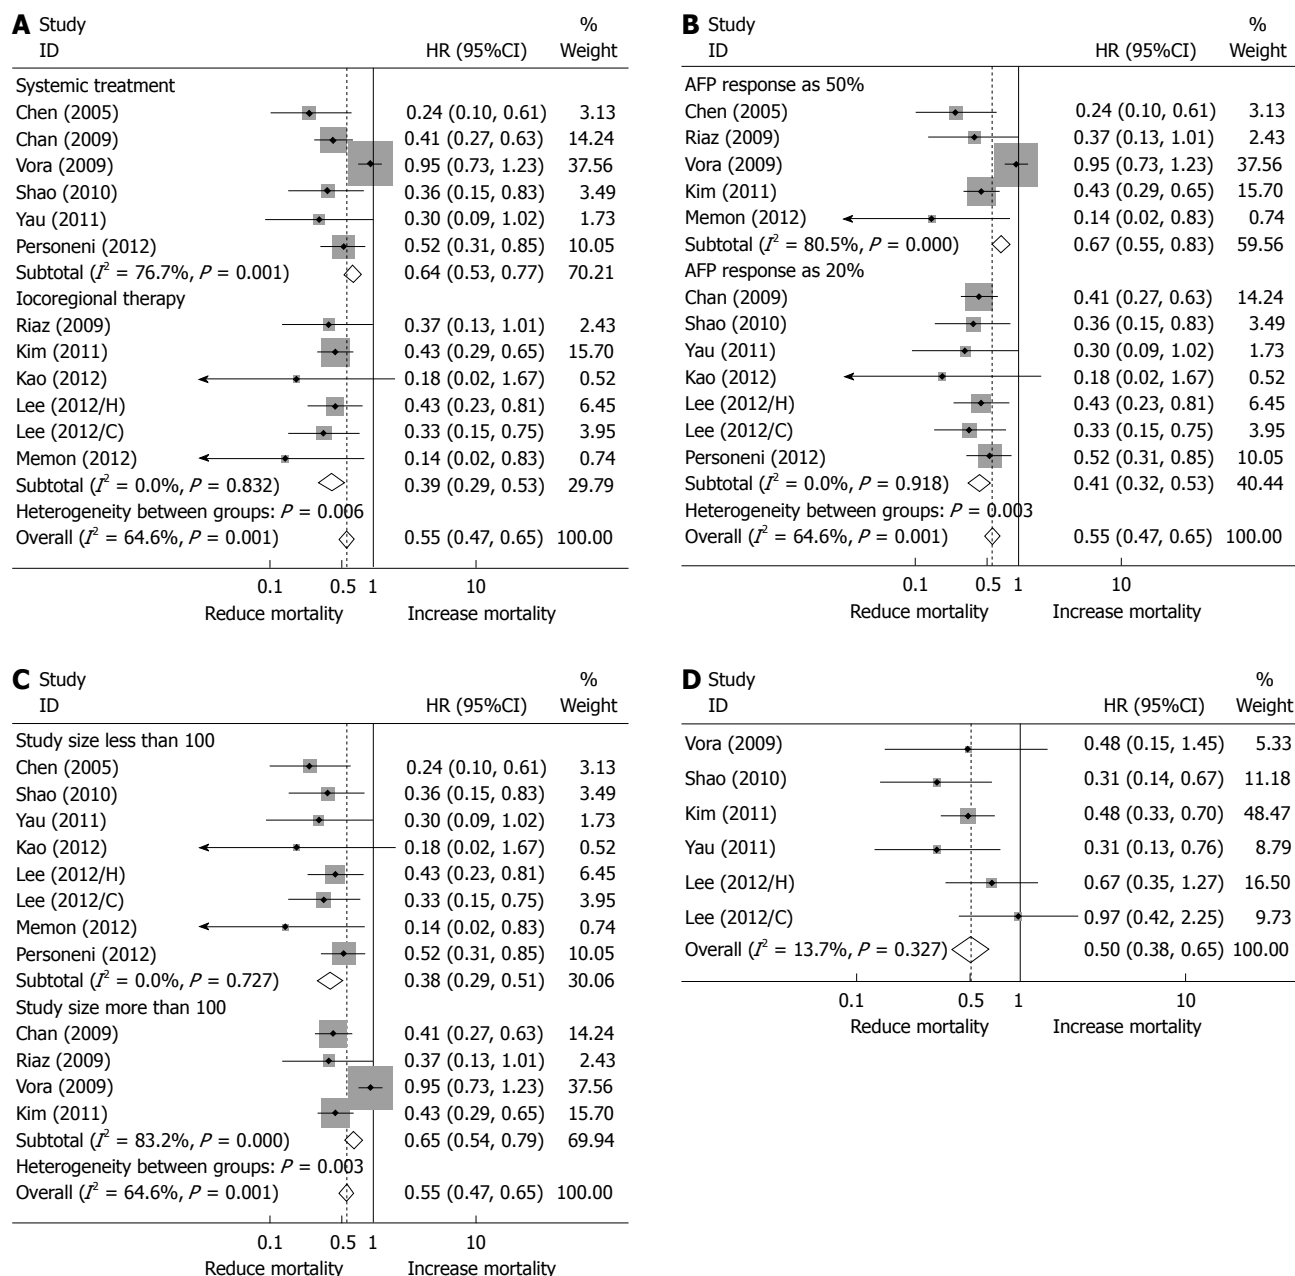 A Study %
ID HR (95%CI) Weight
Systemic treatment
Chen (2005) 0.24 (0.10, 0.61) 3.13
Chan (2009) 0.41 (0.27, 0.63) 14.24
Vora (2009) 0.95 (0.73, 1.23) 37.56
Shao (2010) 0.36 (0.15, 0.83) 3.49
Yau (2011) 0.30 (0.09, 1.02) 1.73
Personeni (2012) 0.52 (0.31, 0.85) 10.05
Subtotal (I² = 76.7%, P = 0.001) 0.64 (0.53, 0.77) 70.21
Iocoregional therapy
Riaz (2009) 0.37 (0.13, 1.01) 2.43
Kim (2011) 0.43 (0.29, 0.65) 15.70
Kao (2012) 0.18 (0.02, 1.67) 0.52
Lee (2012/H) 0.43 (0.23, 0.81) 6.45
Lee (2012/C) 0.33 (0.15, 0.75) 3.95
Memon (2012) 0.14 (0.02, 0.83) 0.74
Subtotal (I² = 0.0%, P = 0.832) 0.39 (0.29, 0.53) 29.79
Heterogeneity between groups: P = 0.006
Overall (I² = 64.6%, P = 0.001) 0.55 (0.47, 0.65) 100.00
0.1 0.5 1 10
Reduce mortality Increase mortality
B Study %
ID HR (95%CI) Weight
AFP response as 50%
Chen (2005) 0.24 (0.10, 0.61) 3.13
Riaz (2009) 0.37 (0.13, 1.01) 2.43
Vora (2009) 0.95 (0.73, 1.23) 37.56
Kim (2011) 0.43 (0.29, 0.65) 15.70
Memon (2012) 0.14 (0.02, 0.83) 0.74
Subtotal (I² = 80.5%, P = 0.000) 0.67 (0.55, 0.83) 59.56
AFP response as 20%
Chan (2009) 0.41 (0.27, 0.63) 14.24
Shao (2010) 0.36 (0.15, 0.83) 3.49
Yau (2011) 0.30 (0.09, 1.02) 1.73
Kao (2012) 0.18 (0.02, 1.67) 0.52
Lee (2012/H) 0.43 (0.23, 0.81) 6.45
Lee (2012/C) 0.33 (0.15, 0.75) 3.95
Personeni (2012) 0.52 (0.31, 0.85) 10.05
Subtotal (I² = 0.0%, P = 0.918) 0.41 (0.32, 0.53) 40.44
Heterogeneity between groups: P = 0.003
Overall (I² = 64.6%, P = 0.001) 0.55 (0.47, 0.65) 100.00
0.1 0.5 1 10
Reduce mortality Increase mortality
C Study %
ID HR (95%CI) Weight
Study size less than 100
Chen (2005) 0.24 (0.10, 0.61) 3.13
Shao (2010) 0.36 (0.15, 0.83) 3.49
Yau (2011) 0.30 (0.09, 1.02) 1.73
Kao (2012) 0.18 (0.02, 1.67) 0.52
Lee (2012/H) 0.43 (0.23, 0.81) 6.45
Lee (2012/C) 0.33 (0.15, 0.75) 3.95
Memon (2012) 0.14 (0.02, 0.83) 0.74
Personeni (2012) 0.52 (0.31, 0.85) 10.05
Subtotal (I² = 0.0%, P = 0.727) 0.38 (0.29, 0.51) 30.06
Study size more than 100
Chan (2009) 0.41 (0.27, 0.63) 14.24
Riaz (2009) 0.37 (0.13, 1.01) 2.43
Vora (2009) 0.95 (0.73, 1.23) 37.56
Kim (2011) 0.43 (0.29, 0.65) 15.70
Subtotal (I² = 83.2%, P = 0.000) 0.65 (0.54, 0.79) 69.94
Heterogeneity between groups: P = 0.003
Overall (I² = 64.6%, P = 0.001) 0.55 (0.47, 0.65) 100.00
0.1 0.5 1 10
Reduce mortality Increase mortality
D Study %
ID HR (95%CI) Weight
Vora (2009) 0.48 (0.15, 1.45) 5.33
Shao (2010) 0.31 (0.14, 0.67) 11.18
Kim (2011) 0.48 (0.33, 0.70) 48.47
Yau (2011) 0.31 (0.13, 0.76) 8.79
Lee (2012/H) 0.67 (0.35, 1.27) 16.50
Lee (2012/C) 0.97 (0.42, 2.25) 9.73
Overall (I² = 13.7%, P = 0.327) 0.50 (0.38, 0.65) 100.00
0.1 0.5 1 10
Reduce mortality Increase mortality